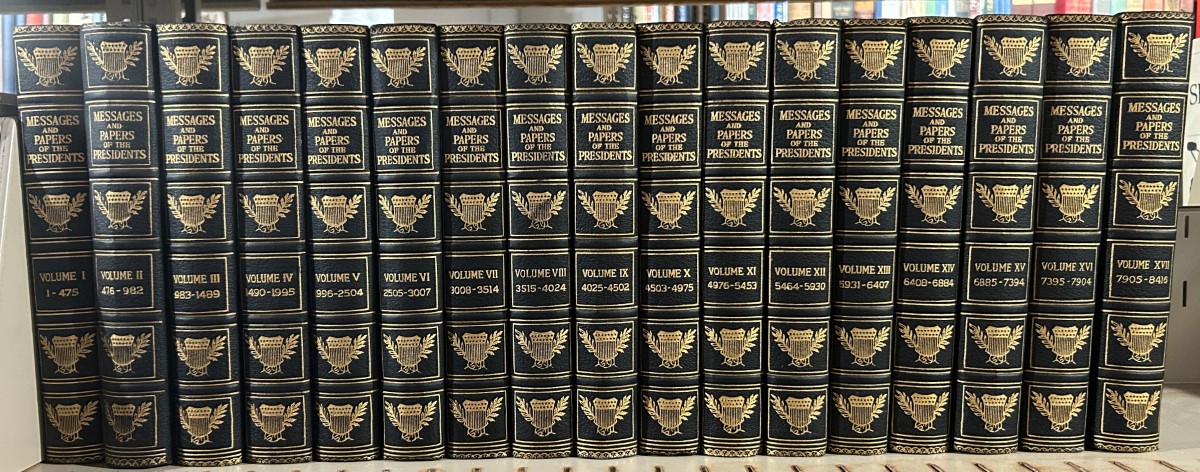 MESSAGES
AND
PAPERS
OF THE
PRESIDENTS
VOLUME I
1-475
MESSAGES
AND
PAPERS
OF THE
PRESIDENTS
VOLUME II
476-982
MESSAGES
AND
PAPERS
OF THE
PRESIDENTS
VOLUME III
983-1489
MESSAGES
AND
PAPERS
OF THE
PRESIDENTS
VOLUME IV
1490-1995
MESSAGES
AND
PAPERS
OF THE
PRESIDENTS
VOLUME V
1996-2504
MESSAGES
AND
PAPERS
OF THE
PRESIDENTS
VOLUME VI
2505-3007
MESSAGES
AND
PAPERS
OF THE
PRESIDENTS
VOLUME VII
3008-3514
MESSAGES
AND
PAPERS
OF THE
PRESIDENTS
VOLUME VIII
3515-4024
MESSAGES
AND
PAPERS
OF THE
PRESIDENTS
VOLUME IX
4025-4502
MESSAGES
AND
PAPERS
OF THE
PRESIDENTS
VOLUME X
4503-4975
MESSAGES
AND
PAPERS
OF THE
PRESIDENTS
VOLUME XI
4976-5453
MESSAGES
AND
PAPERS
OF THE
PRESIDENTS
VOLUME XII
5454-5930
MESSAGES
AND
PAPERS
OF THE
PRESIDENTS
VOLUME XIII
5931-6407
MESSAGES
AND
PAPERS
OF THE
PRESIDENTS
VOLUME XIV
6408-6884
MESSAGES
AND
PAPERS
OF THE
PRESIDENTS
VOLUME XV
6885-7394
MESSAGES
AND
PAPERS
OF THE
PRESIDENTS
VOLUME XVI
7395-7904
MESSAGES
AND
PAPERS
OF THE
PRESIDENTS
VOLUME XVII
7905-8416